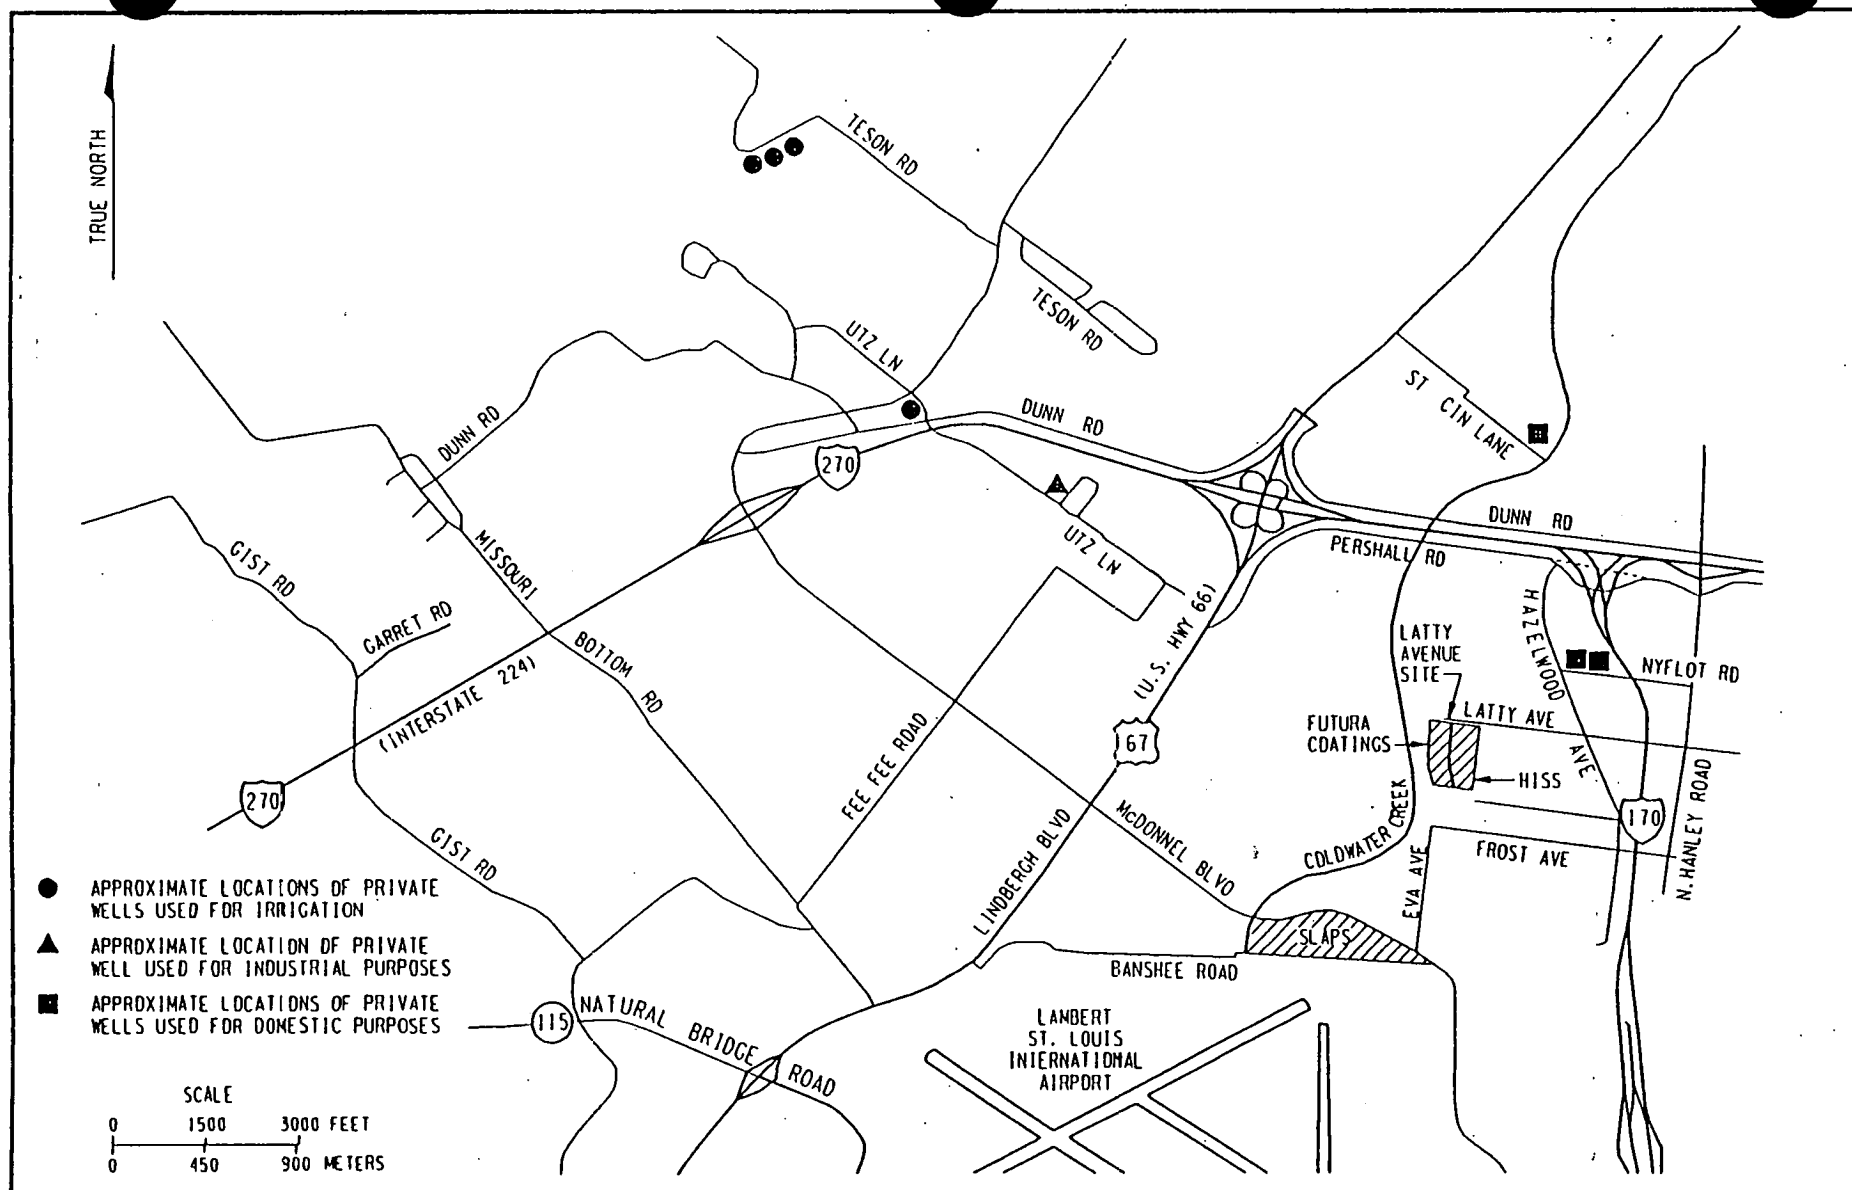 TRUE NORTH
TESON RD
TESON RD
UTZ LN
DUNN RD
ST CIN LANE
DUNN RD
270
DUNN RD
PERSHALL RD
UTZ LN
GIST RD
MISSOURI
BOTTOM RD
GARRET RD
(INTERSTATE 224)
(U.S. HWY 66)
HAZELWOOD AVE
LATTY
AVENUE
SITE
NYFLOT RD
LATTY AVE
FUTURA
COATINGS
HISS
67
FEE FEE ROAD
270
GIST RD
LINDBERGH BLVD
McDONNEL BLVD
COLDWATER CREEK
EVA AVE
FROST AVE
170
N.HANLEY ROAD
SLAPS
BANSHEE ROAD
APPROXIMATE LOCATIONS OF PRIVATE
WELLS USED FOR IRRIGATION
APPROXIMATE LOCATION OF PRIVATE
WELL USED FOR INDUSTRIAL PURPOSES
APPROXIMATE LOCATIONS OF PRIVATE
WELLS USED FOR DOMESTIC PURPOSES
115
NATURAL BRIDGE ROAD
LAMBERT
ST. LOUIS
INTERNATIONAL
AIRPORT
SCALE
0 1500 3000 FEET
0 450 900 METERS